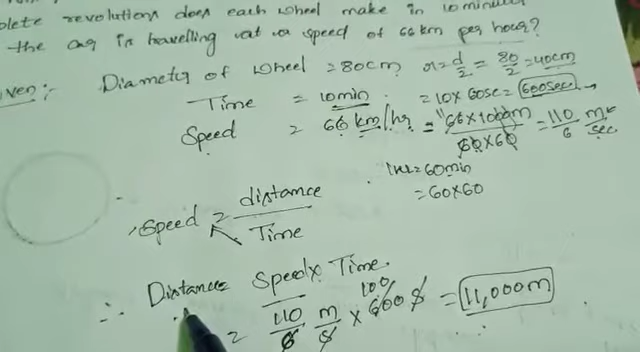 plete revolutions does each wheel make in 10 minutes
the car is travelling at a speed of 66 km per hour?
ven:- Diameter of wheel = 80cm r = d/2 = 80/2 = 40cm
Time = 10min = 10 x 60sec = 600sec →
Speed = 66 km/hr = 66 x 1000m / 60 x 60 = 110/6 m/sec
1hr = 60min
= 60 x 60
Speed = distance / Time
∴ Distance = Speed x Time.
= 110/6 m/s x 600 s = 11,000m
100